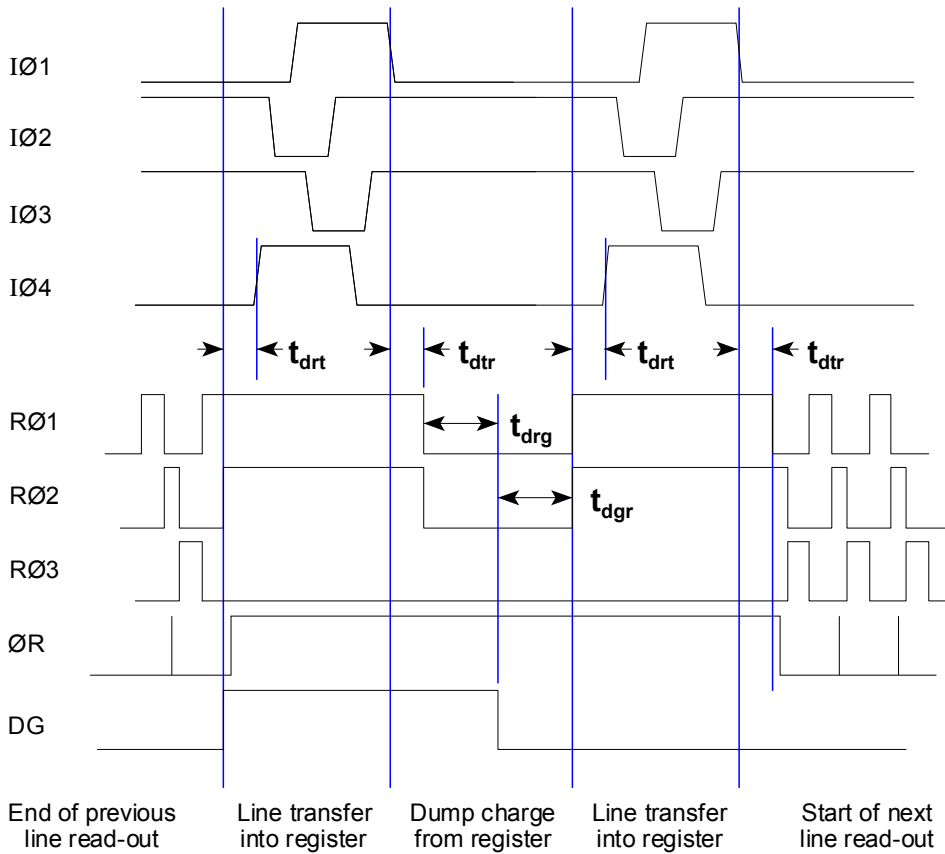 IØ1
IØ2
IØ3
IØ4
tdrt
tdtr
tdrt
tdtr
RØ1
tdrg
RØ2
tdgr
RØ3
ØR
DG
End of previous
line read-out
Line transfer
into register
Dump charge
from register
Line transfer
into register
Start of next
line read-out